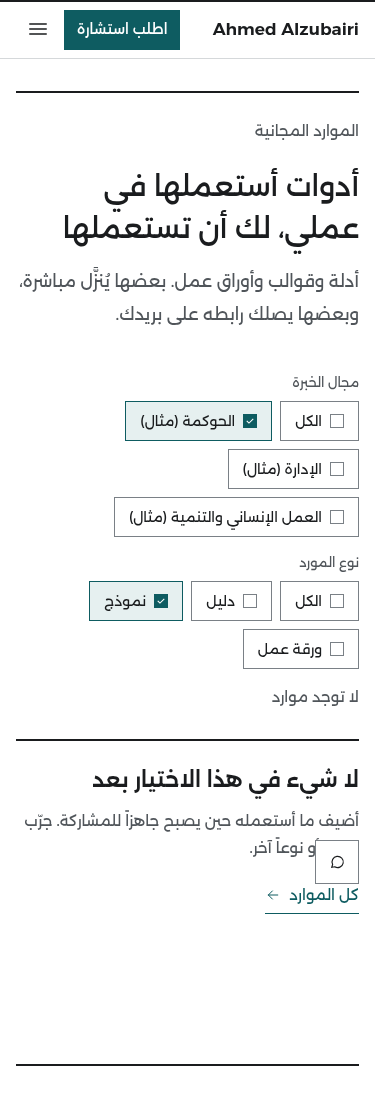 Ahmed Alzubairi
اطلب استشارة
الموارد المجانية
أدوات أستعملها في
عملي، لك أن تستعملها
أدلة وقوالب وأوراق عمل. بعضها يُنزَّل مباشرة،
وبعضها يصلك رابطه على بريدك.
مجال الخبرة
الكل
الحوكمة (مثال)
الإدارة (مثال)
العمل الإنساني والتنمية (مثال)
نوع المورد
الكل
دليل
نموذج
ورقة عمل
لا توجد موارد
لا شيء في هذا الاختيار بعد
أضيف ما أستعمله حين يصبح جاهزاً للمشاركة. جرّب
أو نوعاً آخر.
كل الموارد ←